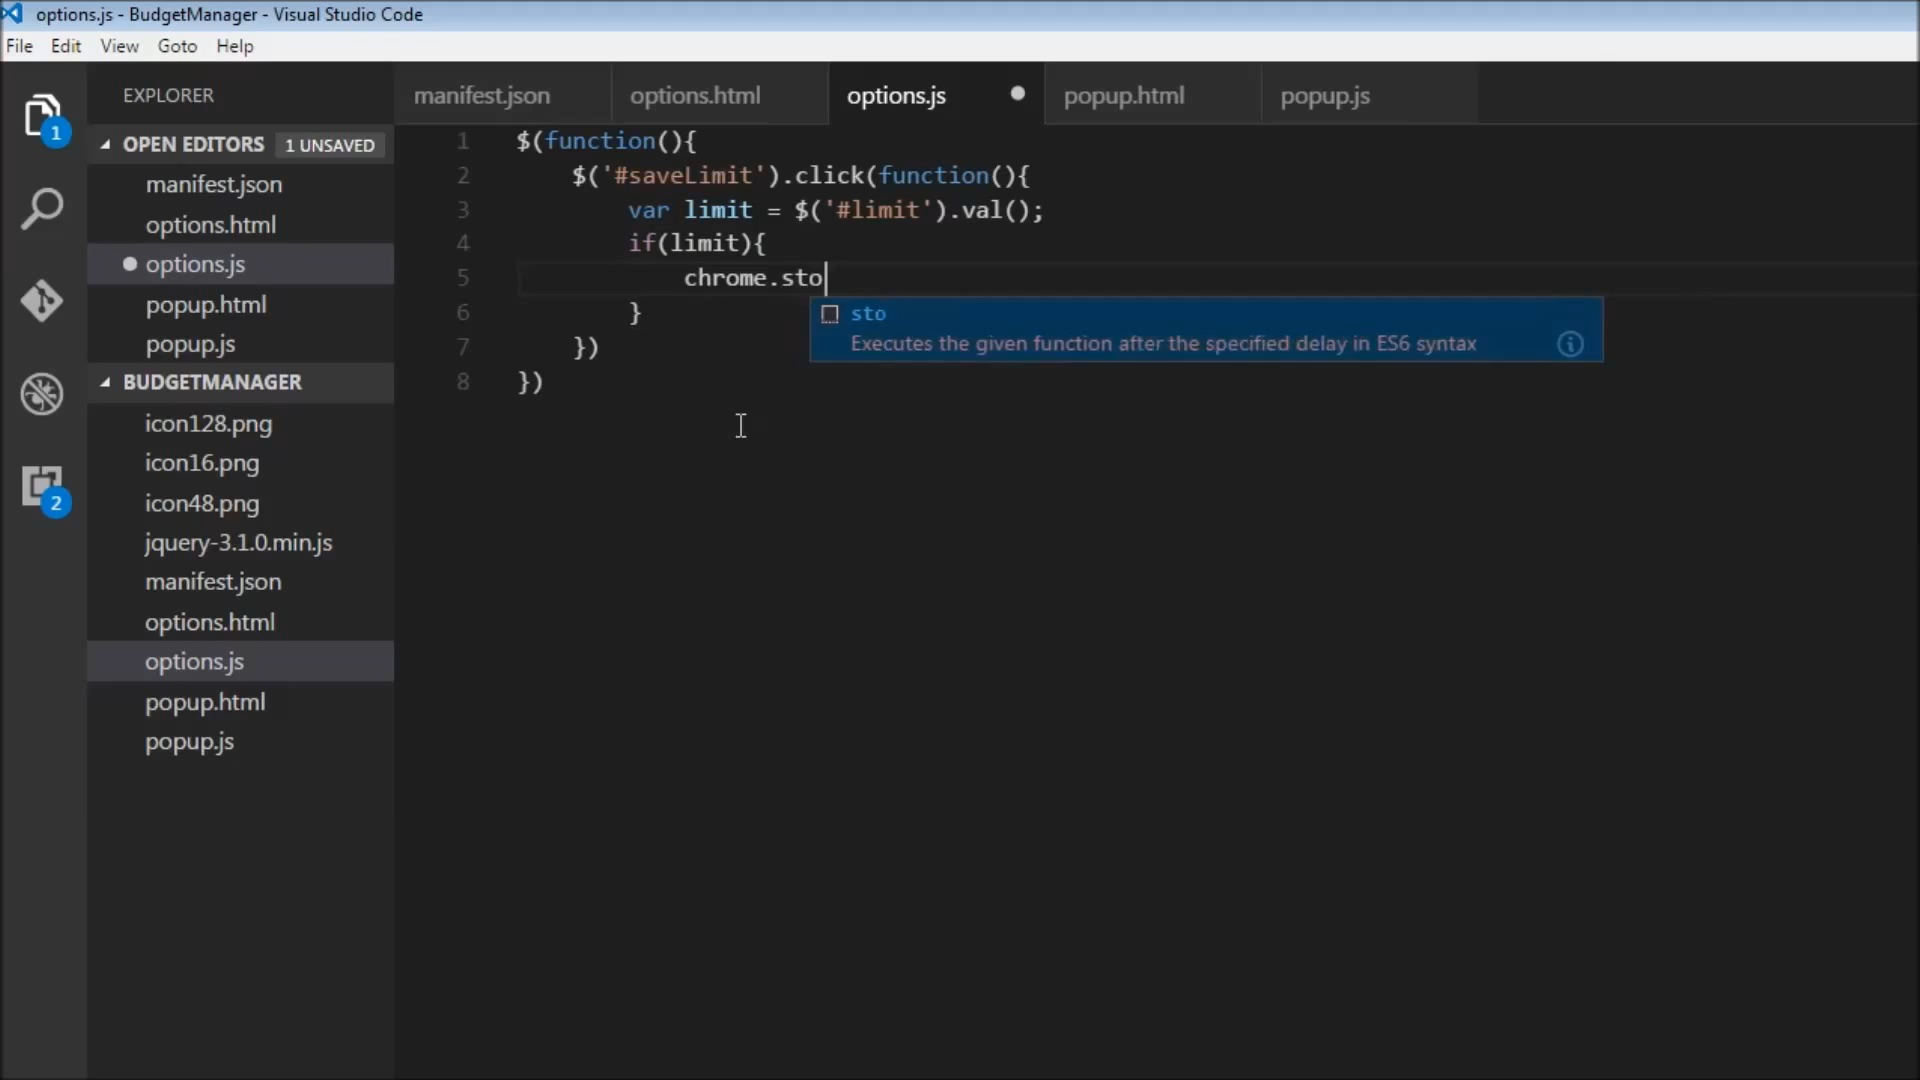 options.js - BudgetManager - Visual Studio Code
File Edit View Goto Help
EXPLORER
OPEN EDITORS 1 UNSAVED
manifest.json
options.html
options.js
popup.html
popup.js
BUDGETMANAGER
icon128.png
icon16.png
icon48.png
jquery-3.1.0.min.js
manifest.json
options.html
options.js
popup.html
popup.js
1
2
manifest.json options.html options.js popup.html popup.js
1 $(function(){
2 $('#saveLimit').click(function(){
3 var limit = $('#limit').val();
4 if(limit){
5 chrome.sto
6 }
7 })
8 })
sto
Executes the given function after the specified delay in ES6 syntax